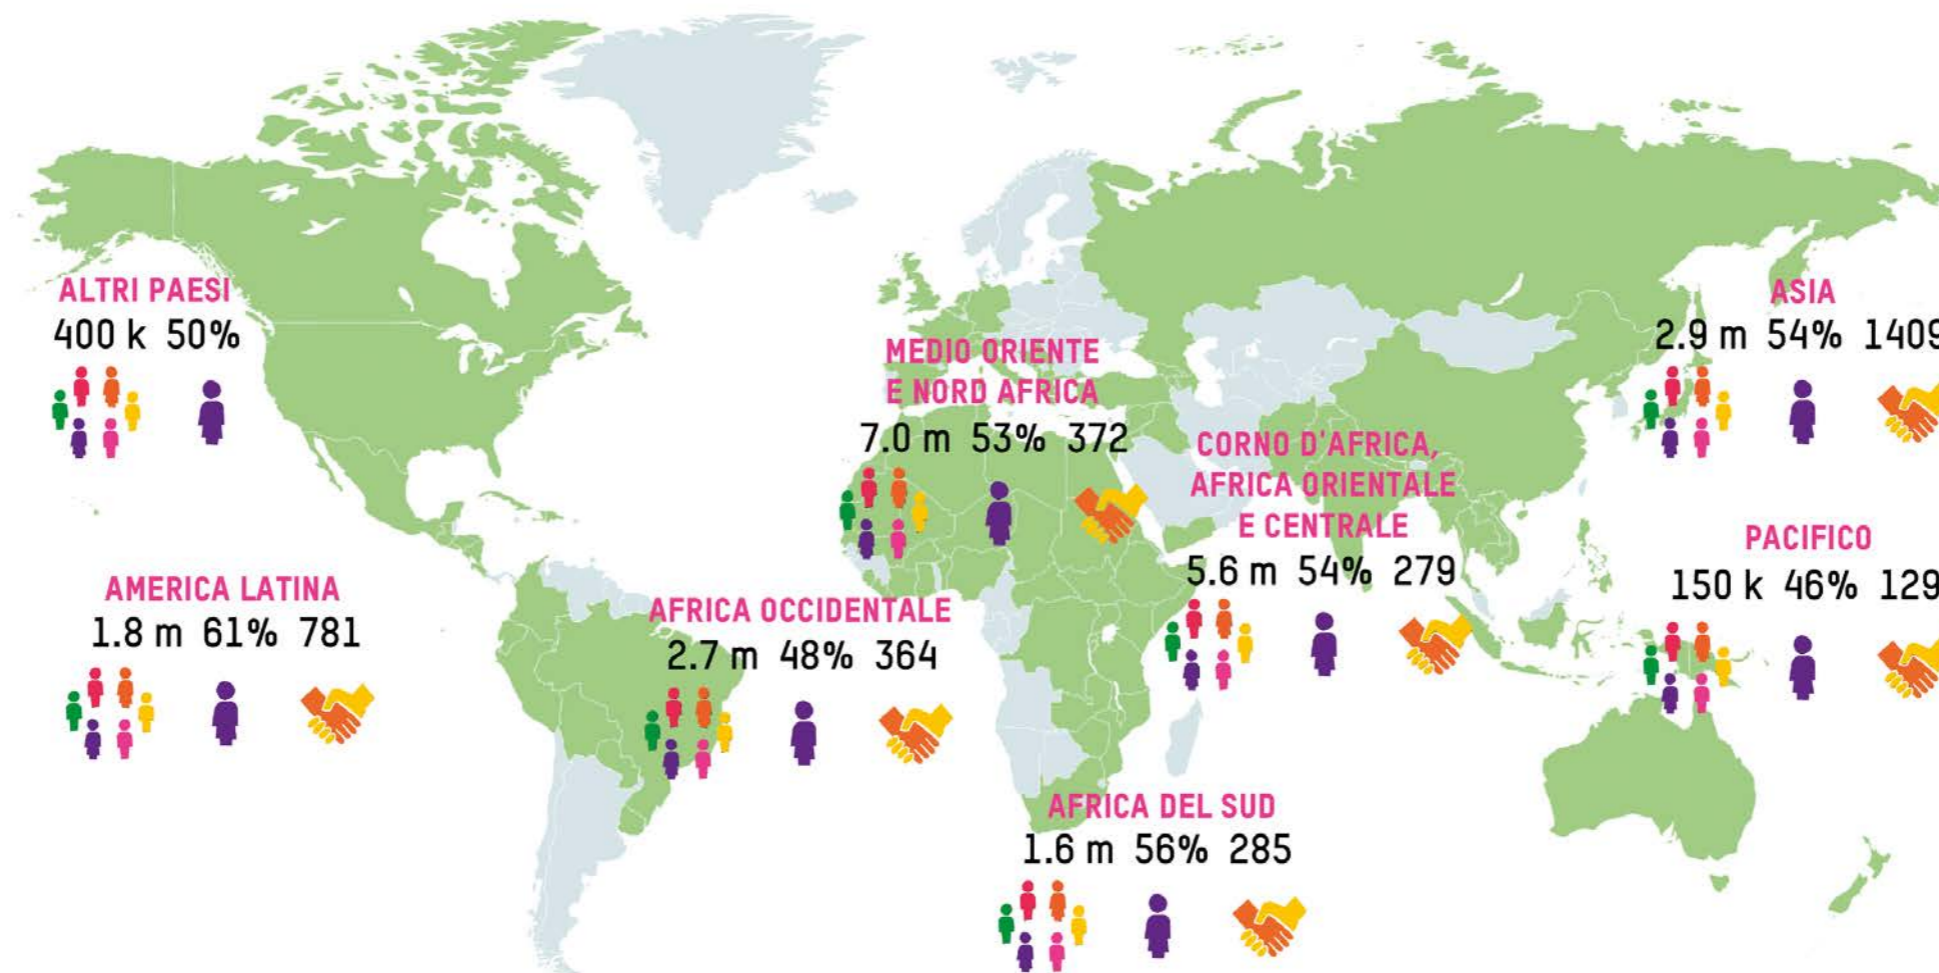 ALTRI PAESI
400 k 50%
AMERICA LATINA
1.8 m 61% 781
AFRICA OCCIDENTALE
2.7 m 48% 364
MEDIO ORIENTE
E NORD AFRICA
7.0 m 53% 372
CORNO D'AFRICA,
AFRICA ORIENTALE
E CENTRALE
5.6 m 54% 279
AFRICA DEL SUD
1.6 m 56% 285
ASIA
2.9 m 54% 1409
PACIFICO
150 k 46% 129